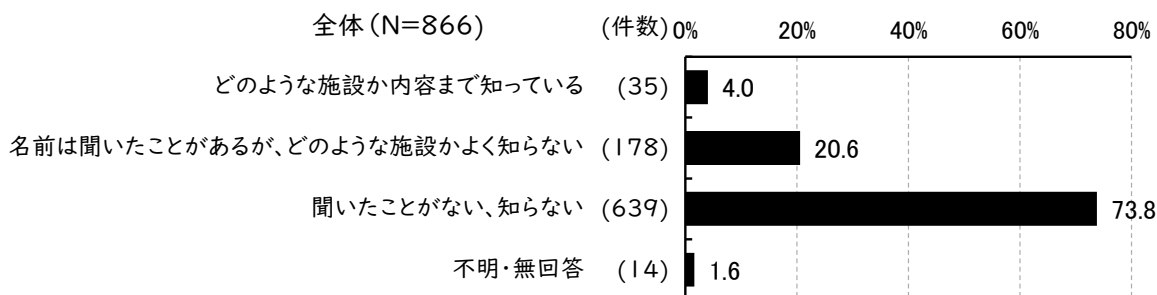 全体(N=866) (件数) 0% 20% 40% 60% 80%
どのような施設か内容まで知っている (35) 4.0
名前は聞いたことがあるが、どのような施設かよく知らない (178) 20.6
聞いたことがない、知らない (639) 73.8
不明・無回答 (14) 1.6